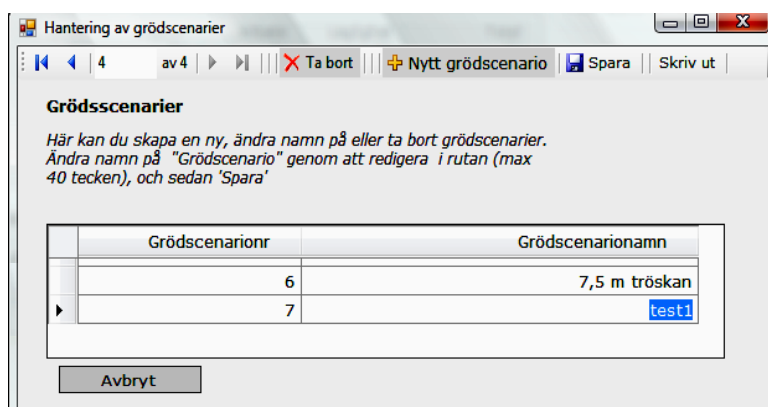 Hantering av grödscenarier
4 av 4 Ta bort Nytt grödscenario Spara Skriv ut
Grödsscenarier
Här kan du skapa en ny, ändra namn på eller ta bort grödscenarier.
Ändra namn på "Grödscenario" genom att redigera i rutan (max
40 tecken), och sedan 'Spara'
Grödscenarionr Grödscenarionamn
6 7,5 m tröskan
7 test1
Avbryt